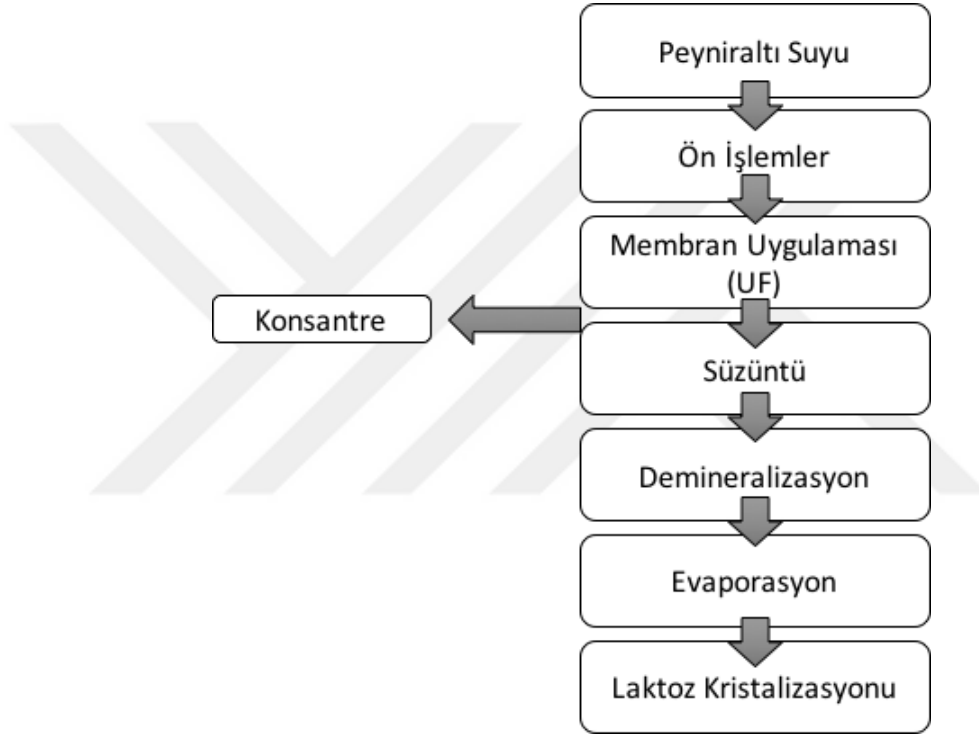 Peyniraltı Suyu
Ön İşlemler
Membran Uygulaması
(UF)
Konsantre
Süzüntü
Demineralizasyon
Evaporasyon
Laktoz Kristalizasyonu